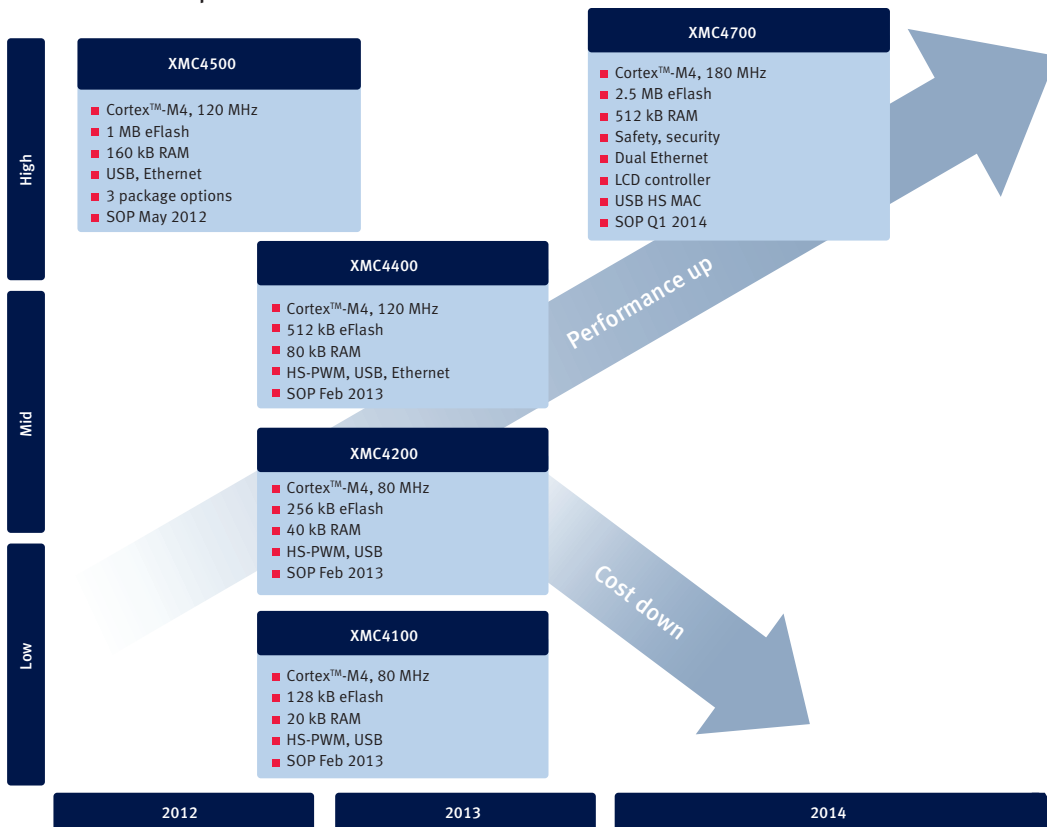 High
Mid
Low
XMC4500
Cortex™-M4, 120 MHz
1 MB eFlash
160 kB RAM
USB, Ethernet
3 package options
SOP May 2012
XMC4700
Cortex™-M4, 180 MHz
2.5 MB eFlash
512 kB RAM
Safety, security
Dual Ethernet
LCD controller
USB HS MAC
SOP Q1 2014
XMC4400
Cortex™-M4, 120 MHz
512 kB eFlash
80 kB RAM
HS-PWM, USB, Ethernet
SOP Feb 2013
Performance up
XMC4200
Cortex™-M4, 80 MHz
256 kB eFlash
40 kB RAM
HS-PWM, USB
SOP Feb 2013
Cost down
XMC4100
Cortex™-M4, 80 MHz
128 kB eFlash
20 kB RAM
HS-PWM, USB
SOP Feb 2013
2012
2013
2014